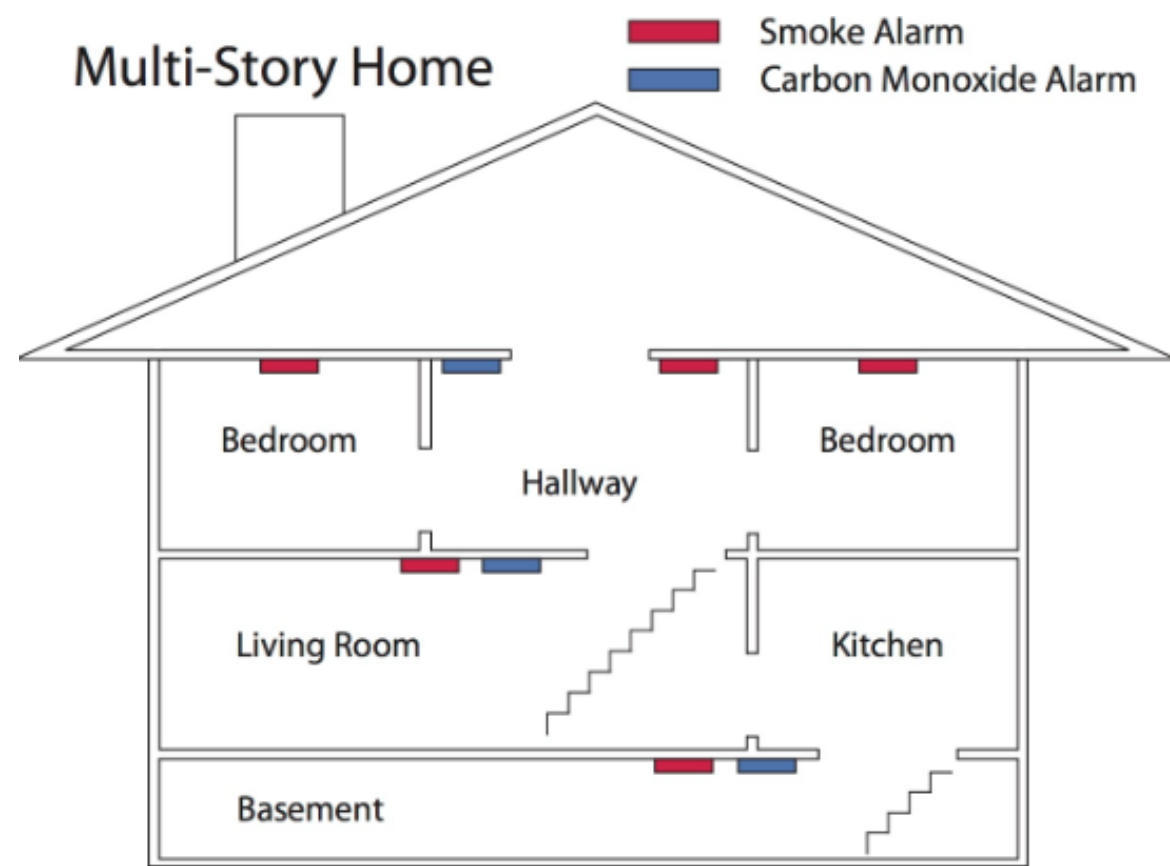 Multi-Story Home
Smoke Alarm
Carbon Monoxide Alarm
Bedroom
Hallway
Bedroom
Living Room
Kitchen
Basement